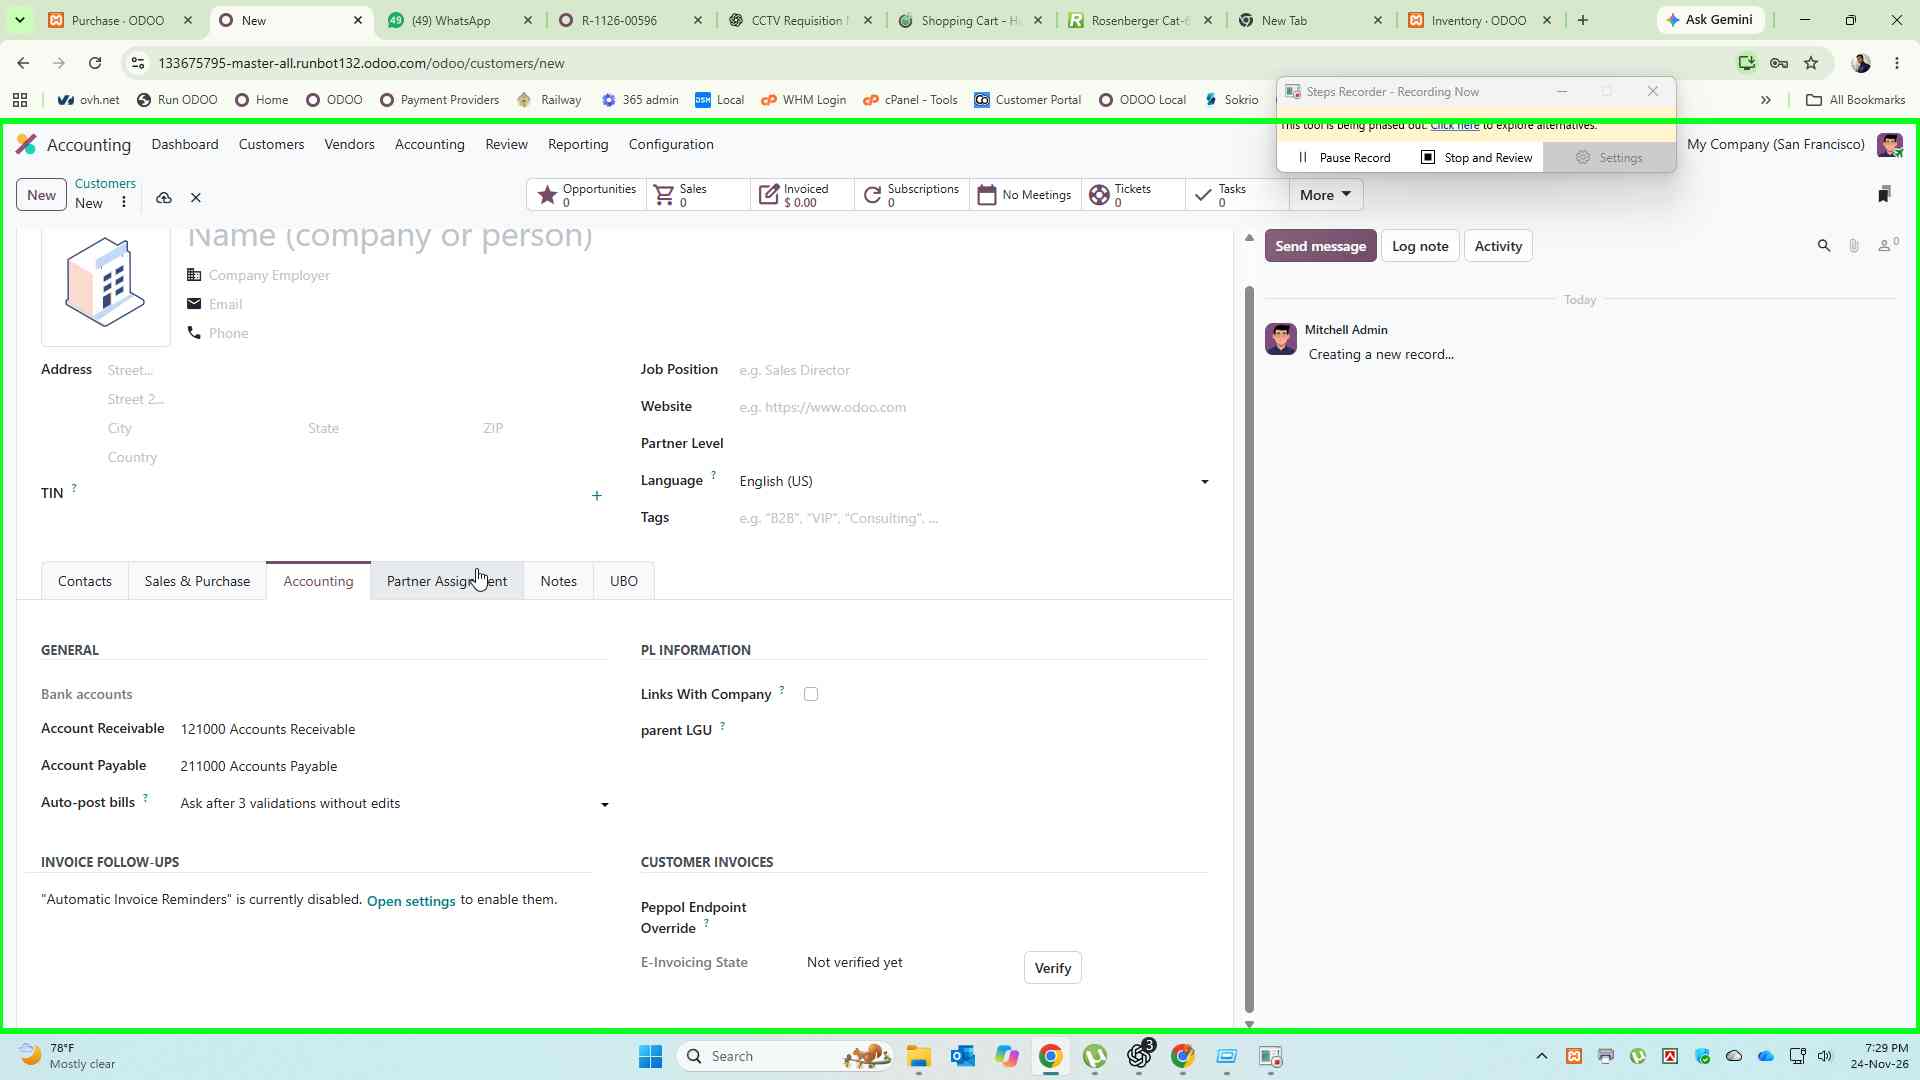 Purchase - ODOO
New
(49) WhatsApp
R-1126-00596
CCTV Requisition
Shopping Cart - H
Rosenberger Cat-6
New Tab
Inventory - ODOO
Ask Gemini
133675795-master-all.runbot132.odoo.com/odoo/customers/new
ovh.net
Run ODOO
Home
ODOO
Payment Providers
Railway
365 admin
Local
WHM Login
cPanel - Tools
Customer Portal
ODOO Local
Sokrio
All Bookmarks
Steps Recorder - Recording Now
This tool is being phased out. Click here to explore alternatives.
Pause Record
Stop and Review
Settings
Accounting
Dashboard
Customers
Vendors
Accounting
Review
Reporting
Configuration
My Company (San Francisco)
New
Customers
New
Opportunities
0
Sales
0
Invoiced
$ 0.00
Subscriptions
0
No Meetings
Tickets
0
Tasks
0
More
Name (company or person)
Company Employer
Email
Phone
Address
Street...
Street 2...
City
State
ZIP
Country
TIN ?
Job Position
e.g. Sales Director
Website
e.g. https://www.odoo.com
Partner Level
Language ?
English (US)
Tags
e.g. "B2B", "VIP", "Consulting", ...
Contacts
Sales & Purchase
Accounting
Partner Assignment
Notes
UBO
GENERAL
Bank accounts
Account Receivable
121000 Accounts Receivable
Account Payable
211000 Accounts Payable
Auto-post bills ?
Ask after 3 validations without edits
PL INFORMATION
Links With Company ?
parent LGU ?
INVOICE FOLLOW-UPS
"Automatic Invoice Reminders" is currently disabled. Open settings to enable them.
CUSTOMER INVOICES
Peppol Endpoint
Override ?
E-Invoicing State
Not verified yet
Verify
Send message
Log note
Activity
0
Today
Mitchell Admin
Creating a new record...
78°F
Mostly clear
Search
3
7:29 PM
24-Nov-26